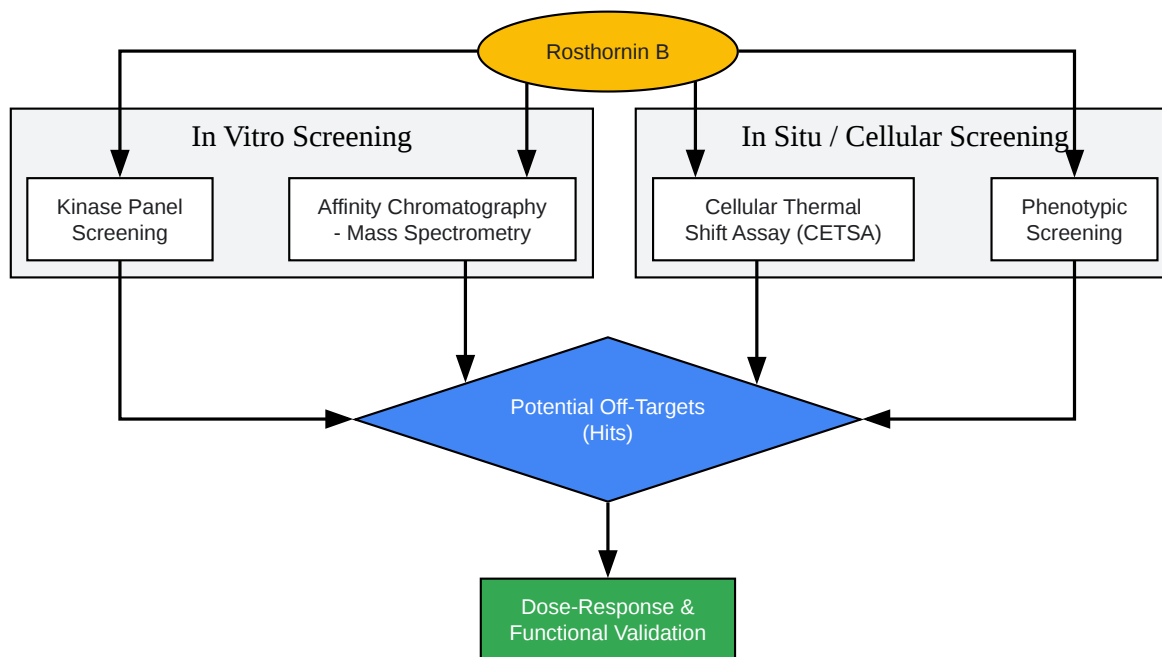 Rosthornin B
In Vitro Screening
In Situ / Cellular Screening
Kinase Panel
Screening
Affinity Chromatography
- Mass Spectrometry
Cellular Thermal
Shift Assay (CETSA)
Phenotypic
Screening
Potential Off-Targets
(Hits)
Dose-Response &
Functional Validation